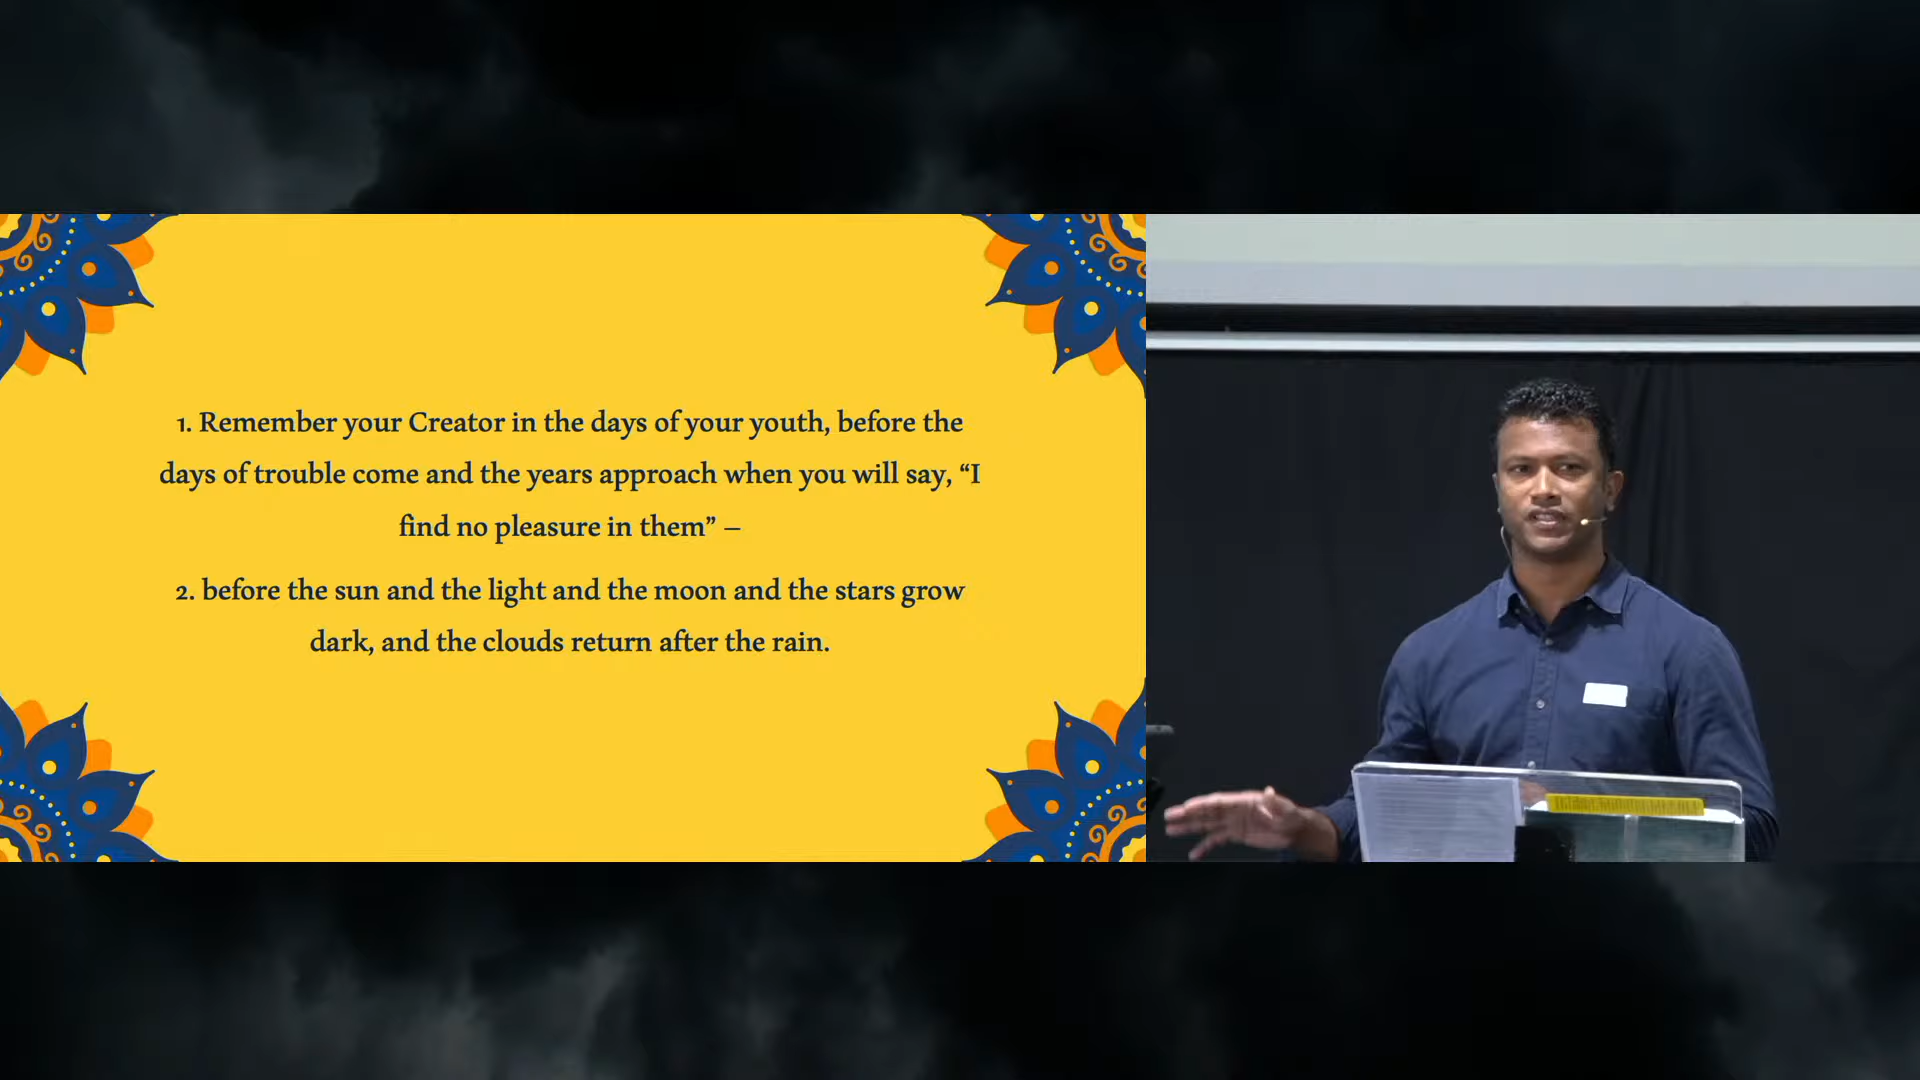 1. Remember your Creator in the days of your youth, before the
days of trouble come and the years approach when you will say, “I
find no pleasure in them” –
2. before the sun and the light and the moon and the stars grow
dark, and the clouds return after the rain.